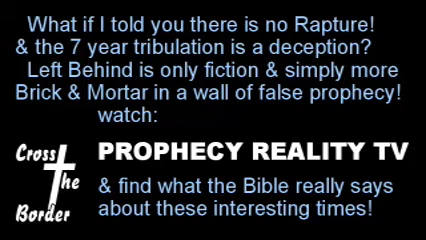 What if I told you there is no Rapture!
& the 7 year tribulation is a deception?
Left Behind is only fiction & simply more
Brick & Mortar in a wall of false prophecy!
watch:
PROPHECY REALITY TV
& find what the Bible really says
about these interesting times!
Cross
the
Border